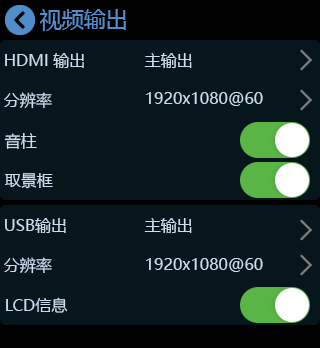 视频输出
HDMI 输出 主输出
分辨率 1920x1080@60
音柱
取景框
USB输出 主输出
分辨率 1920x1080@60
LCD信息